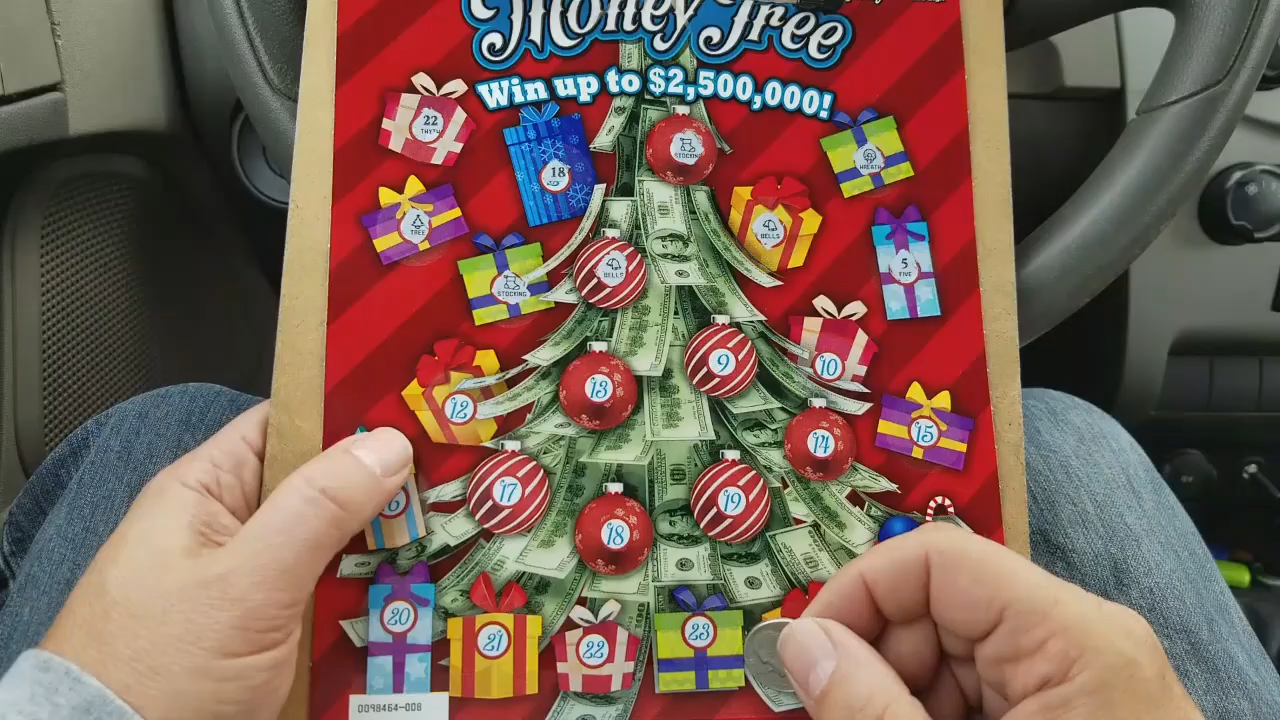 Money Tree
Win up to $2,500,000!
22
STOCKING
WREATH
18
TREE
BELLS
5
FIVE
BELLS
STOCKING
9
10
13
12
15
14
17
19
6
18
20
21
22
23
0098464-008